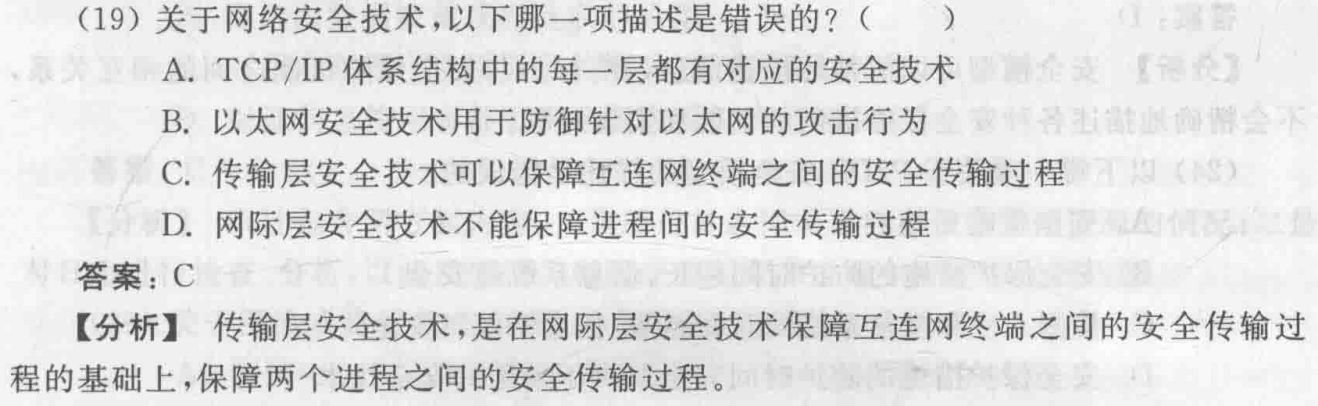 （19）关于网络安全技术，以下哪一项描述是错误的？（　　）
A. TCP/IP体系结构中的每一层都有对应的安全技术
B. 以太网安全技术用于防御针对以太网的攻击行为
C. 传输层安全技术可以保障互连网终端之间的安全传输过程
D. 网际层安全技术不能保障进程间的安全传输过程
答案：C
【分析】 传输层安全技术，是在网际层安全技术保障互连网终端之间的安全传输过
程的基础上，保障两个进程之间的安全传输过程。